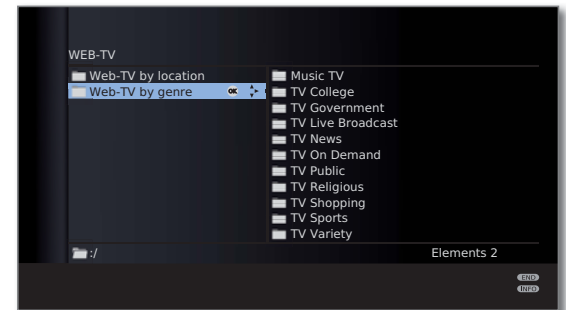 WEB-TV
Web-TV by location
Web-TV by genre OK
Music TV
TV College
TV Government
TV Live Broadcast
TV News
TV On Demand
TV Public
TV Religious
TV Shopping
TV Sports
TV Variety
:/
Elements 2
END
INFO